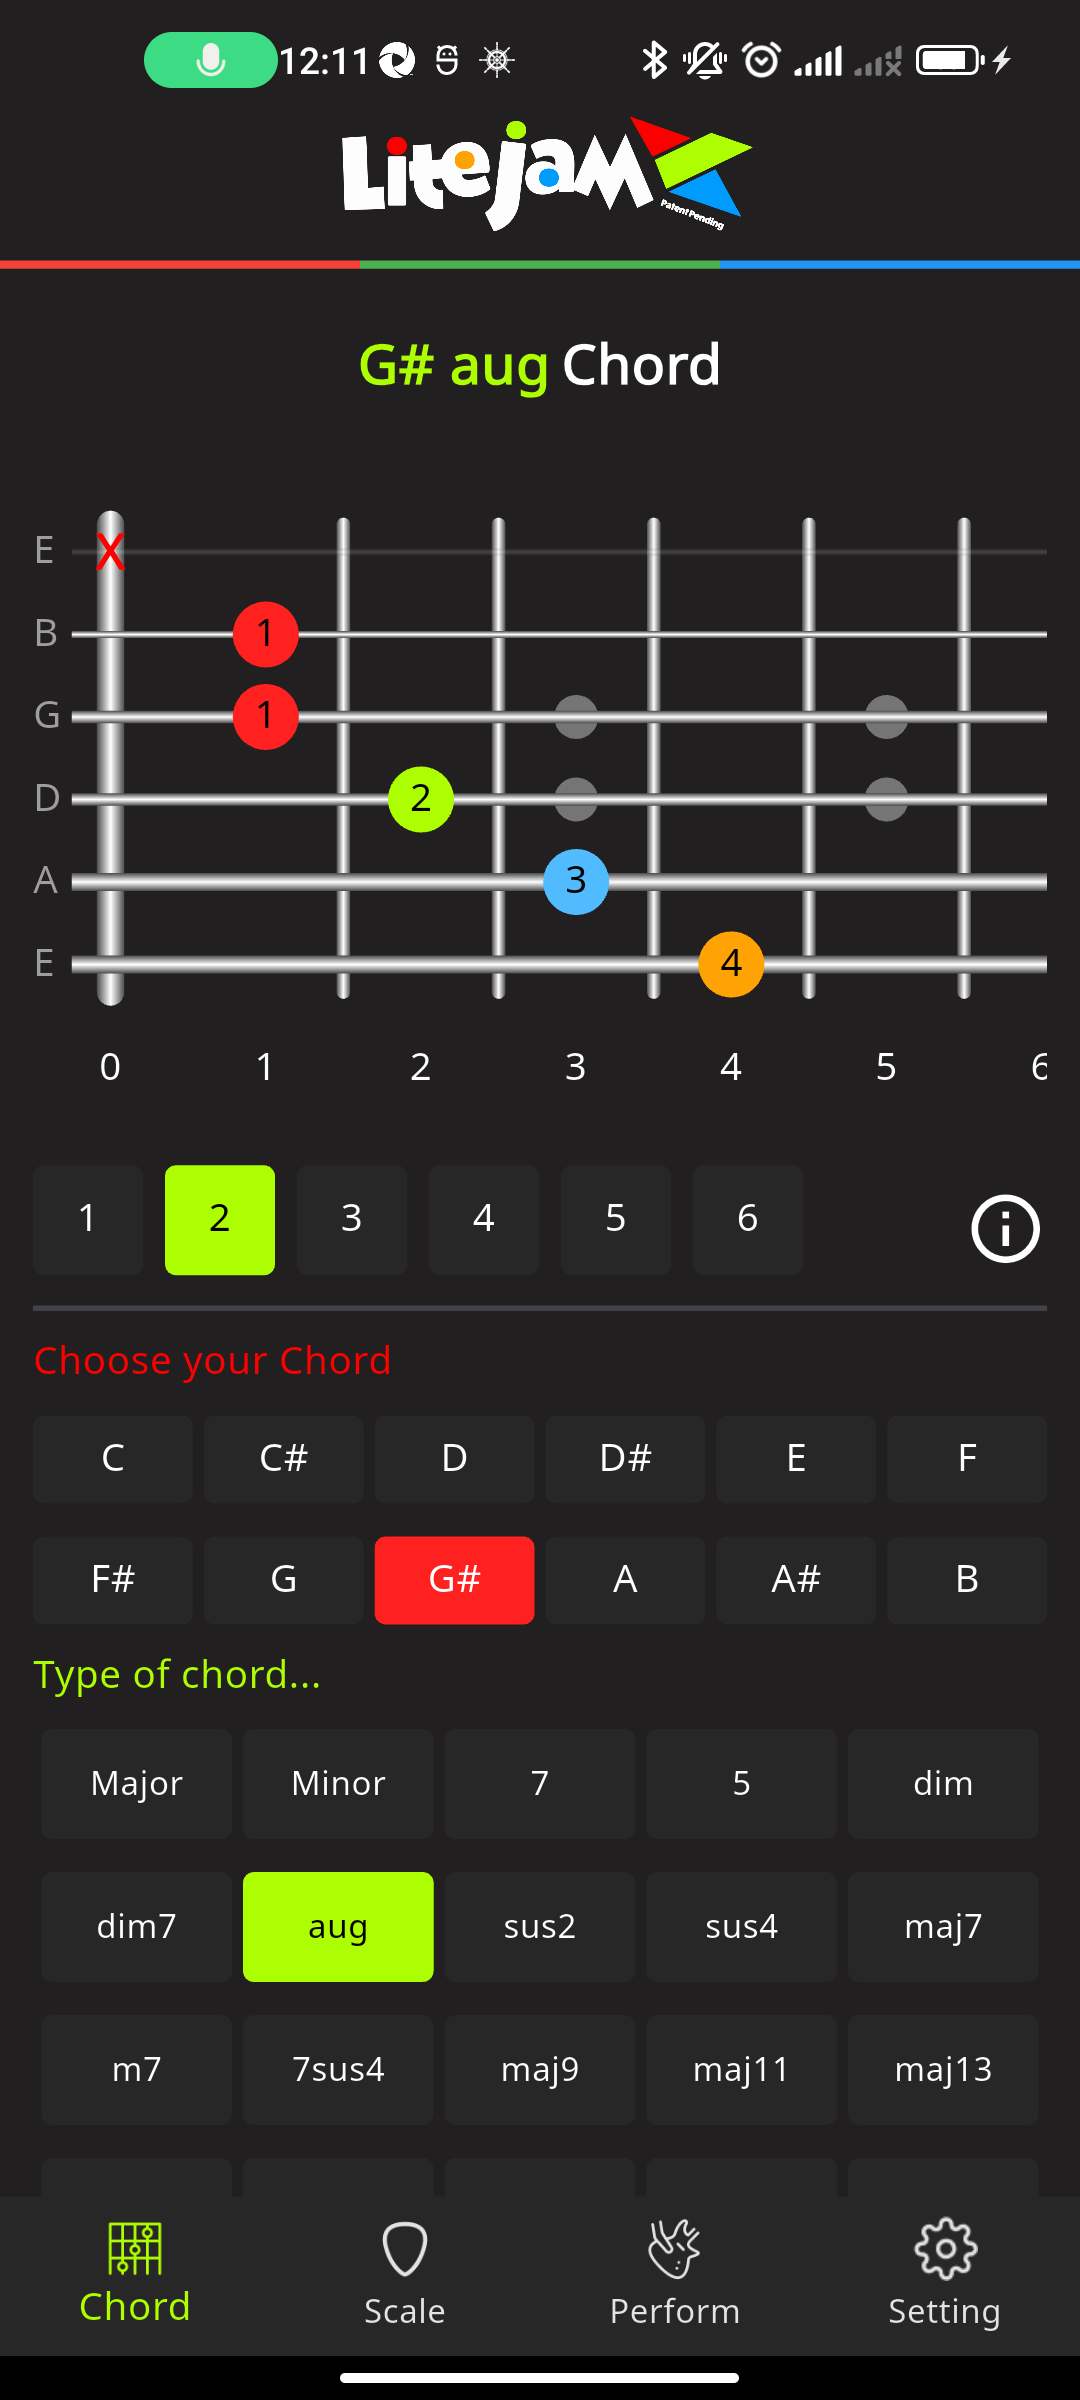 12:11
LiteJam
Patent Pending
G# aug Chord
E X
B 1
G 1
D 2
A 3
E 4
0 1 2 3 4 5 6
1 2 3 4 5 6
Choose your Chord
C C# D D# E F
F# G G# A A# B
Type of chord...
Major Minor 7 5 dim
dim7 aug sus2 sus4 maj7
m7 7sus4 maj9 maj11 maj13
Chord Scale Perform Setting